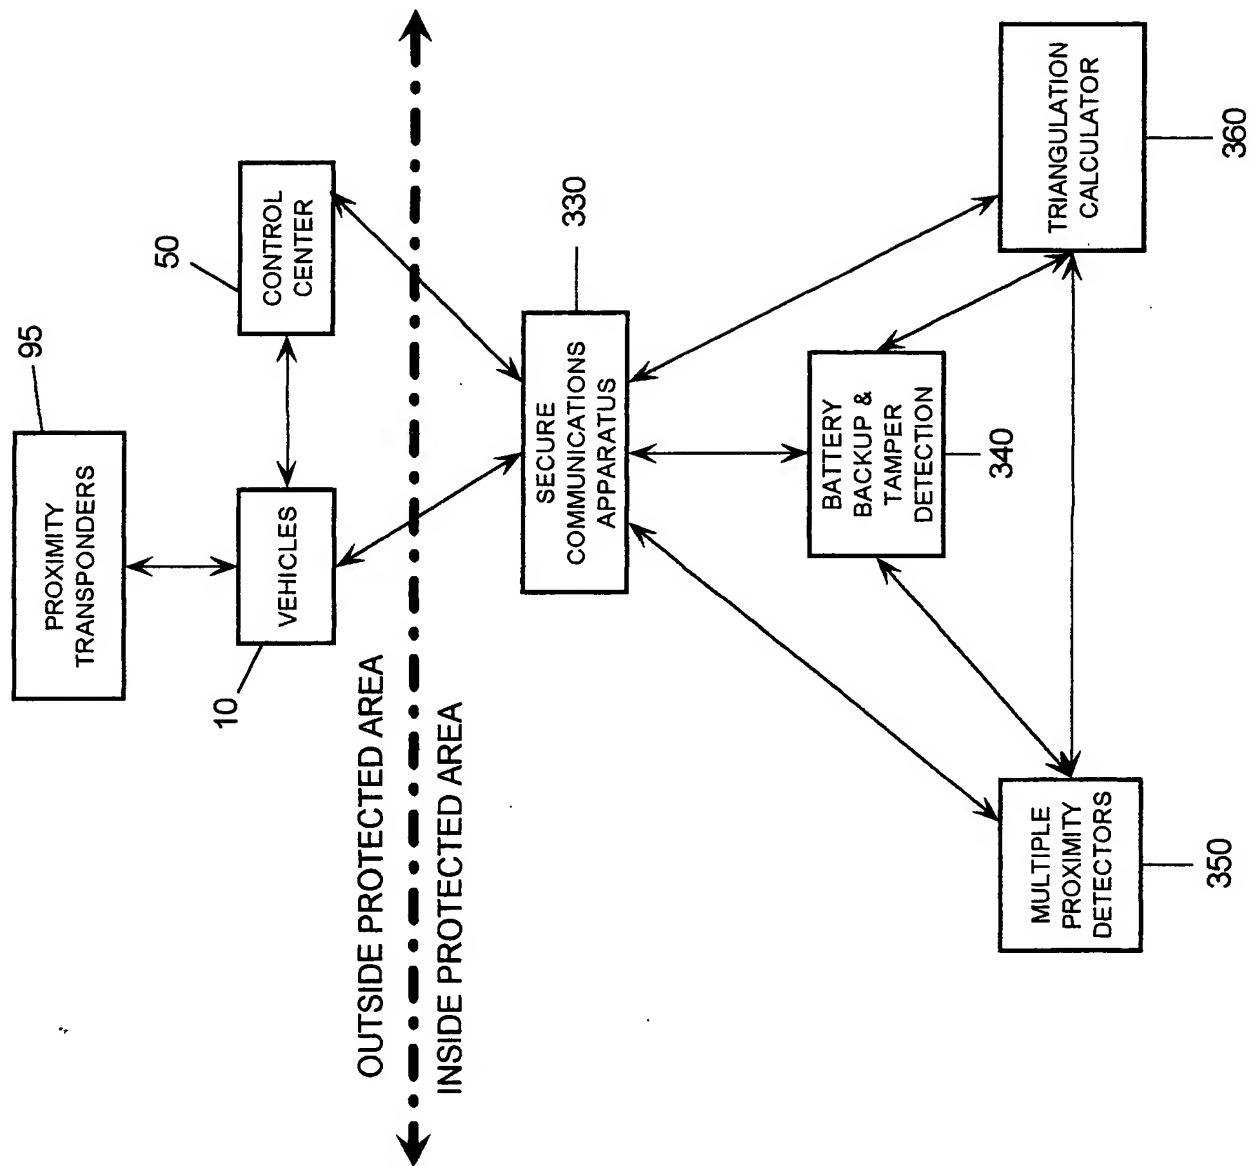 95
PROXIMITY
TRANSPONDERS
50
CONTROL
CENTER
10
VEHICLES
OUTSIDE PROTECTED AREA
INSIDE PROTECTED AREA
330
SECURE
COMMUNICATIONS
APPARATUS
340
BATTERY
BACKUP &
TAMPER
DETECTION
350
MULTIPLE
PROXIMITY
DETECTORS
360
TRIANGULATION
CALCULATOR